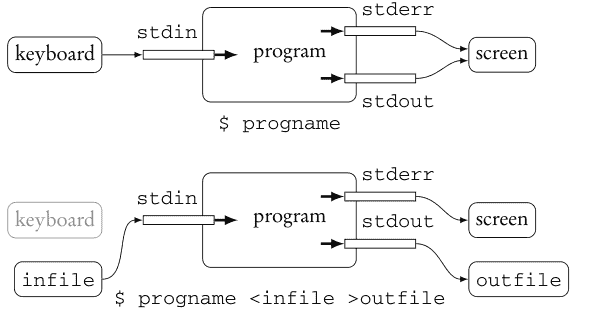 stderr
stdin
keyboard
program
screen
stdout
$ progname
stderr
stdin
keyboard
program
stdout
screen
infile
outfile
$ progname <infile >outfile